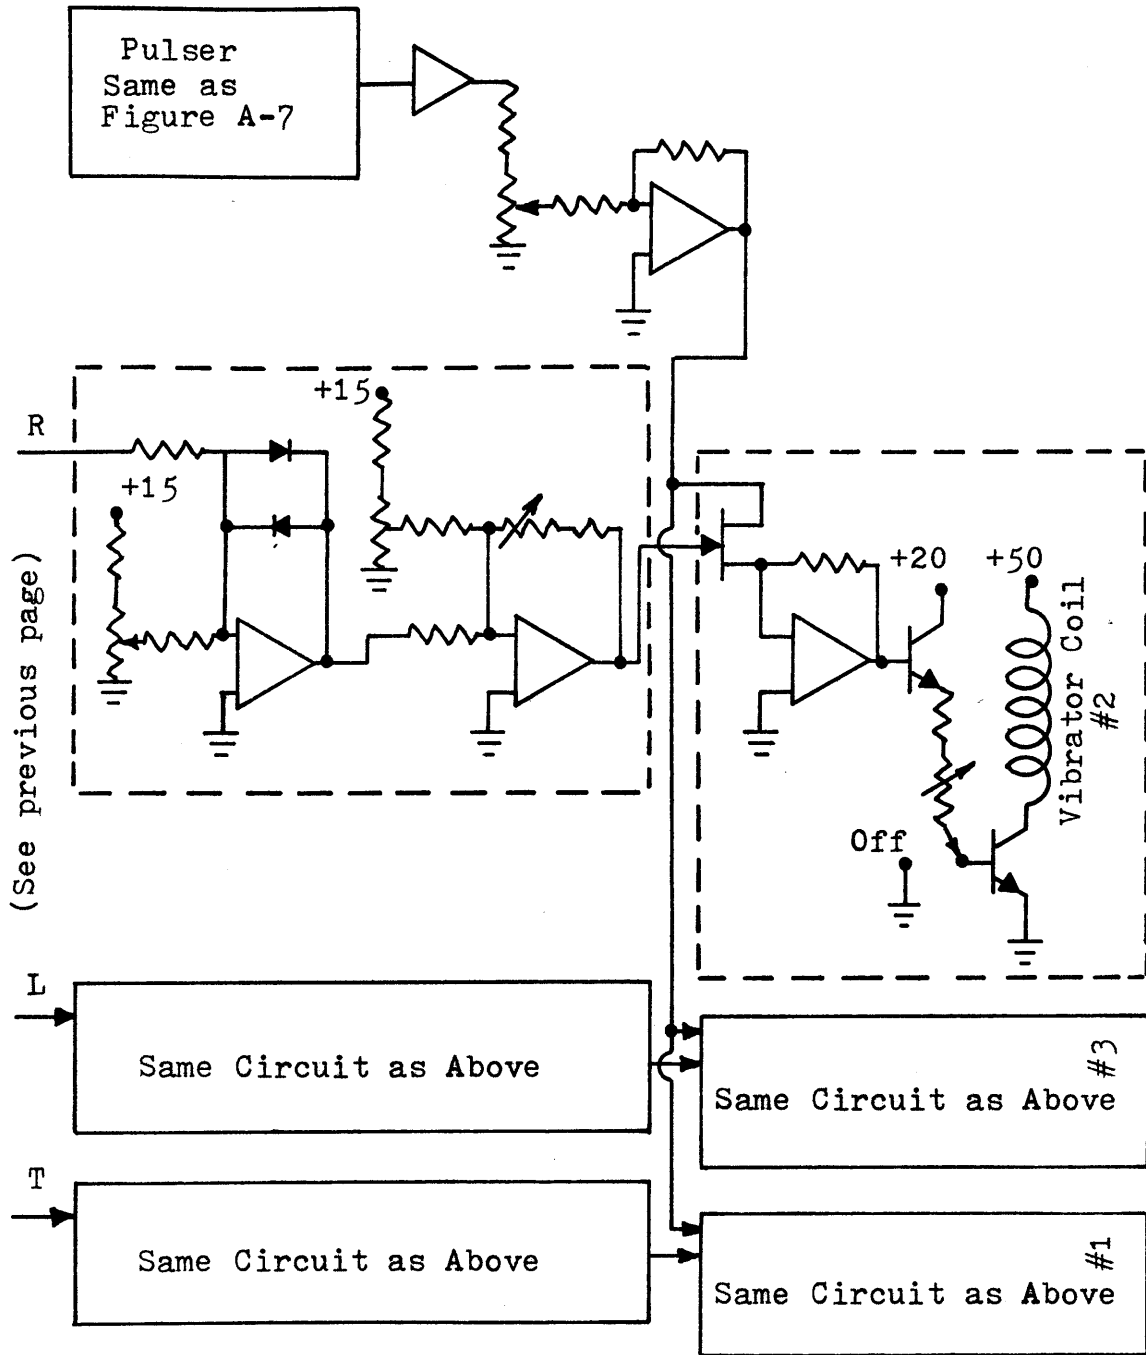 Pulser
Same as
Figure A-7
+15
R
+15
(See previous page)
+20
+50
Vibrator Coil
#2
Off
L
Same Circuit as Above
#3
Same Circuit as Above
T
Same Circuit as Above
#1
Same Circuit as Above